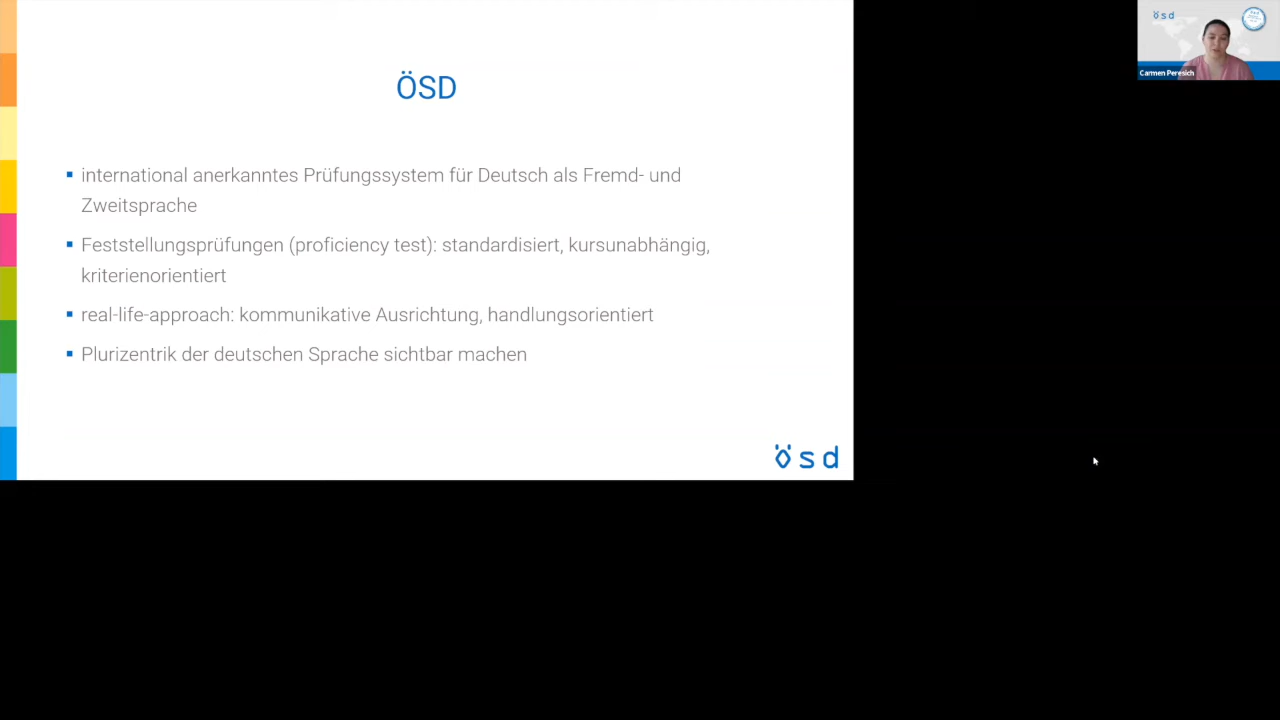 ÖSD
international anerkanntes Prüfungssystem für Deutsch als Fremd- und
Zweitsprache
Feststellungsprüfungen (proficiency test): standardisiert, kursunabhängig,
kriterienorientiert
real-life-approach: kommunikative Ausrichtung, handlungsorientiert
Plurizentrik der deutschen Sprache sichtbar machen
ösd
ösd
Carmen Peresich